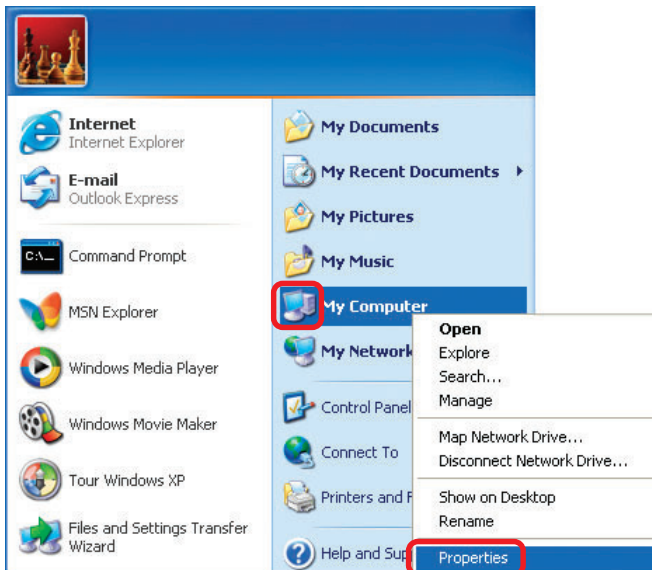 Internet
Internet Explorer
E-mail
Outlook Express
C:\_
Command Prompt
MSN Explorer
Windows Media Player
Windows Movie Maker
Tour Windows XP
Files and Settings Transfer
Wizard
My Documents
My Recent Documents
My Pictures
My Music
My Computer
My Network
Control Panel
Connect To
Printers and F
Help and Sup
Open
Explore
Search...
Manage
Map Network Drive...
Disconnect Network Drive...
Show on Desktop
Rename
Properties